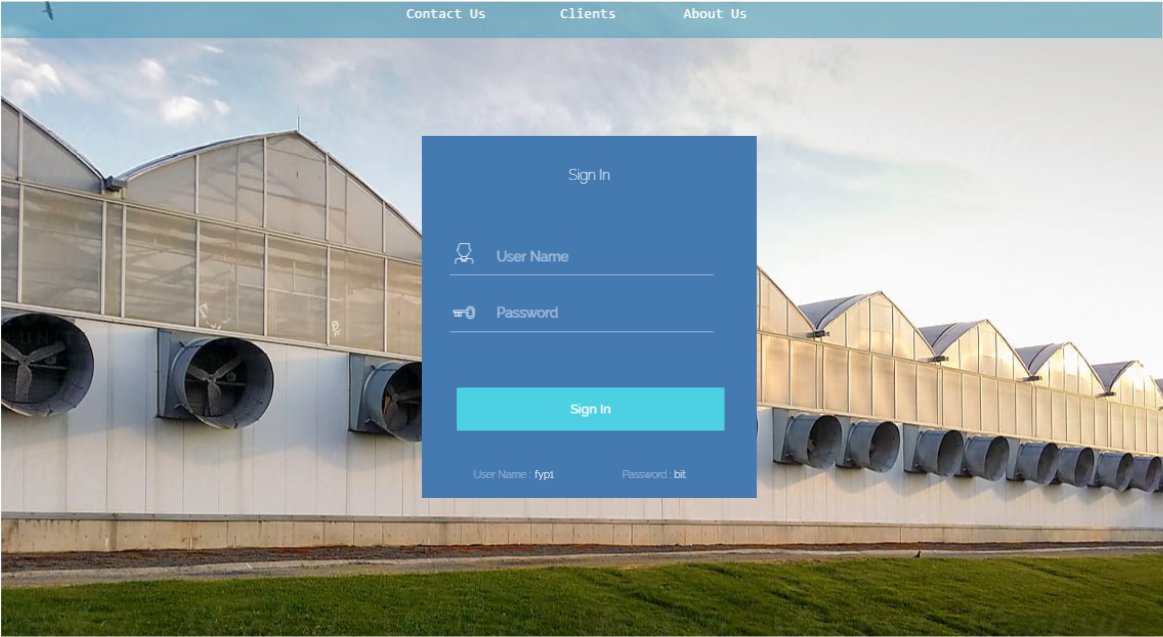 Contact Us Clients About Us
Sign In
User Name
Password
Sign In
User Name : fyp1 Password : bit